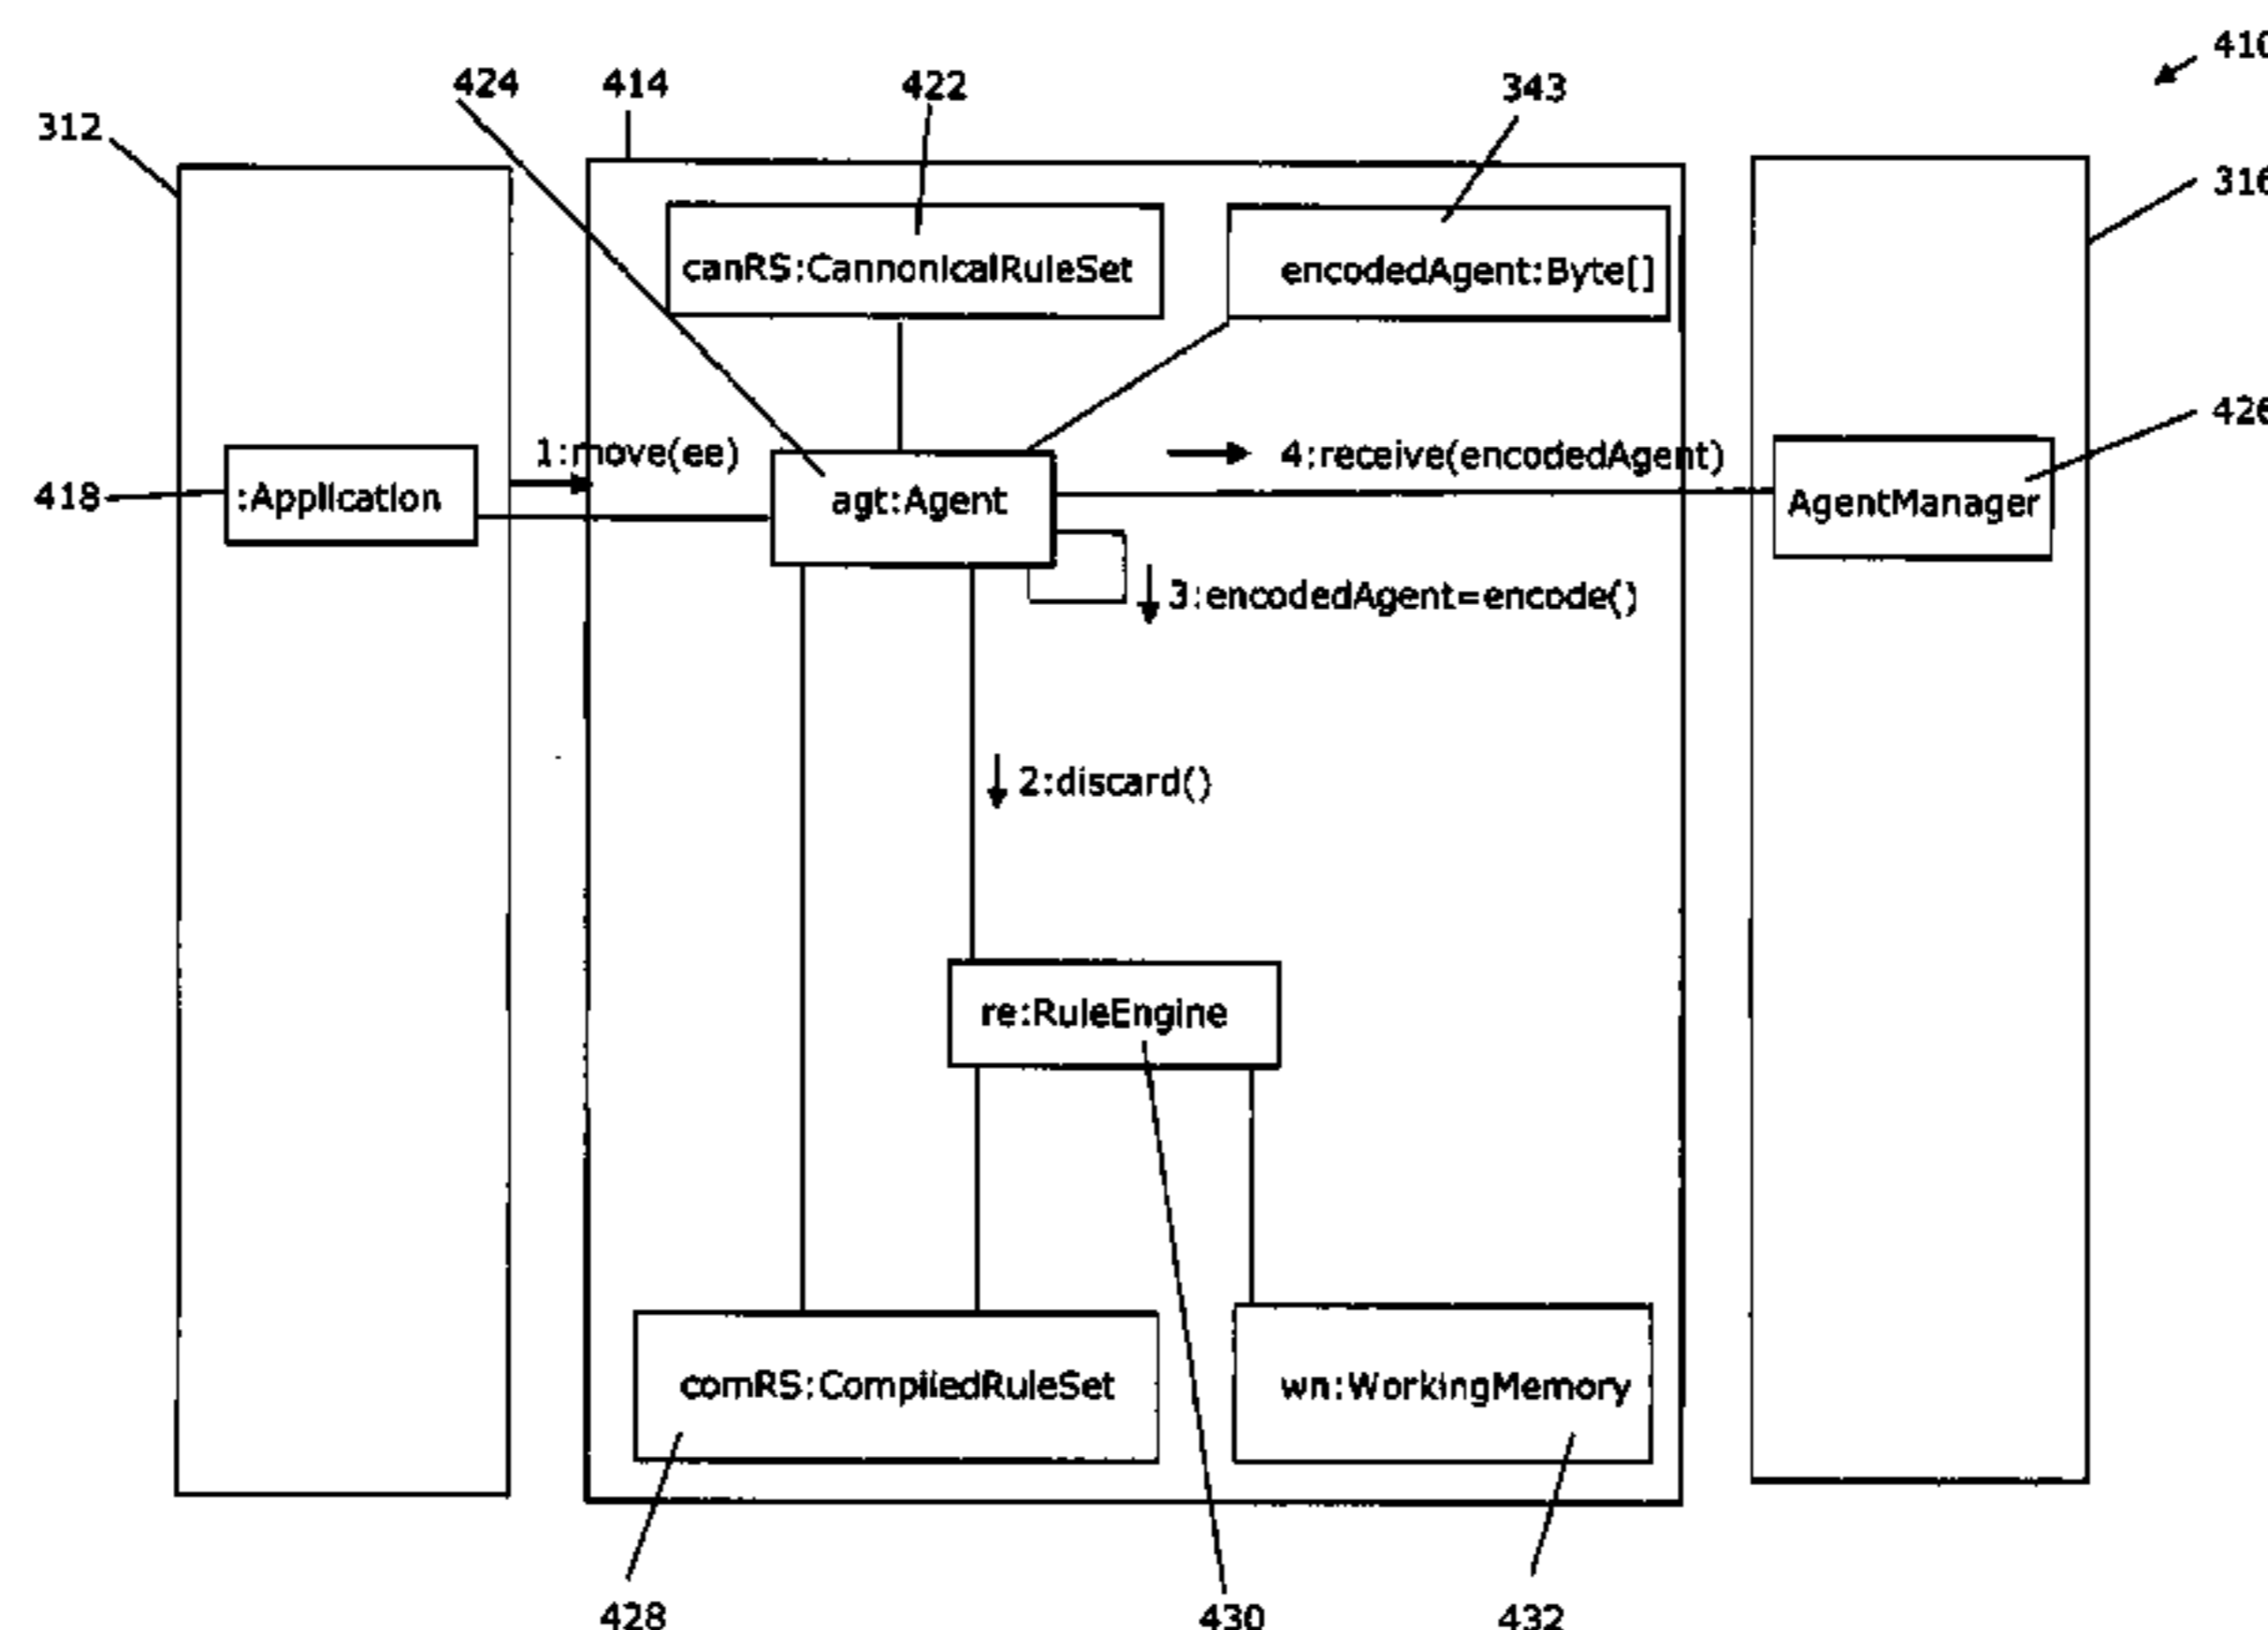 410
424
414
422
343
312
316
canRS:CannonicalRuleSet
encodedAgent:Byte[]
426
1:move(ee)
4:receive(encodedAgent)
418
:Application
agt:Agent
AgentManager
3:encodedAgent=encode()
2:discard()
re:RuleEngine
comRS:CompiledRuleSet
wn:WorkingMemory
428
430
432